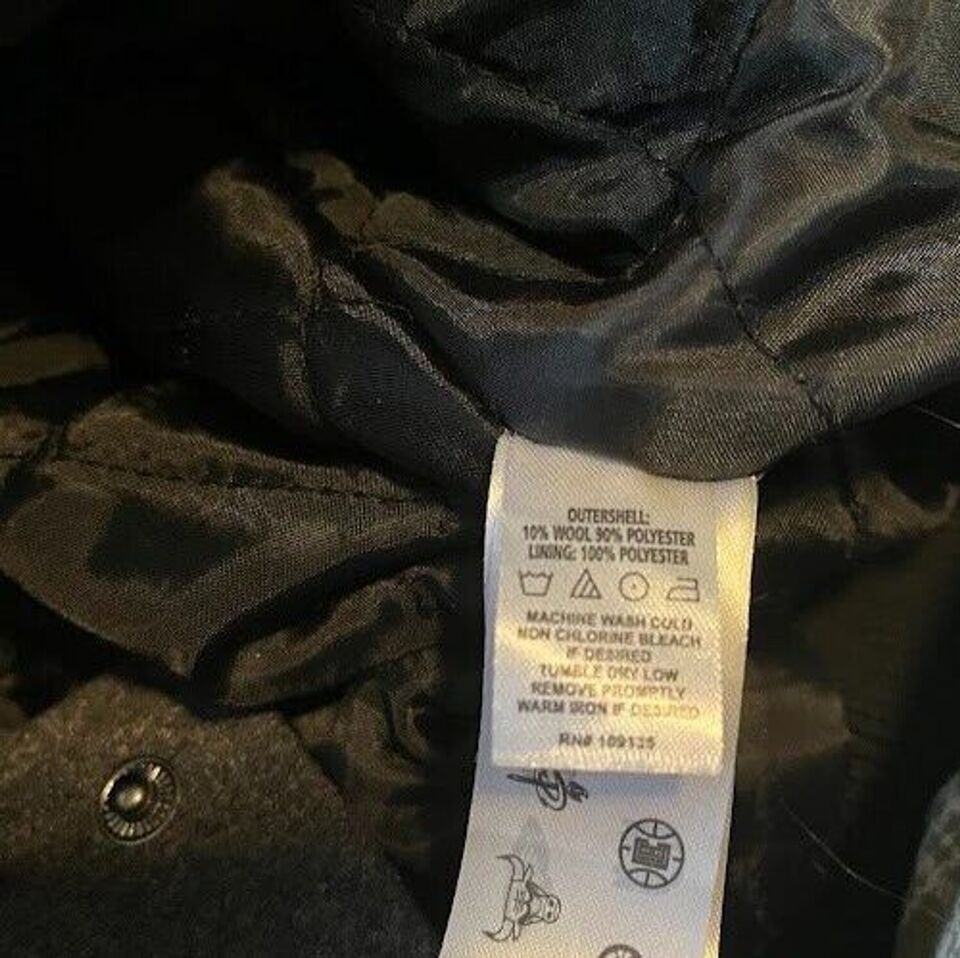 OUTERSHELL:
10% WOOL 90% POLYESTER
LINING: 100% POLYESTER
MACHINE WASH COLD
NON CHLORINE BLEACH
IF DESIRED
TUMBLE DRY LOW
REMOVE PROMPTLY
WARM IRON IF DESIRED
RN# 109135